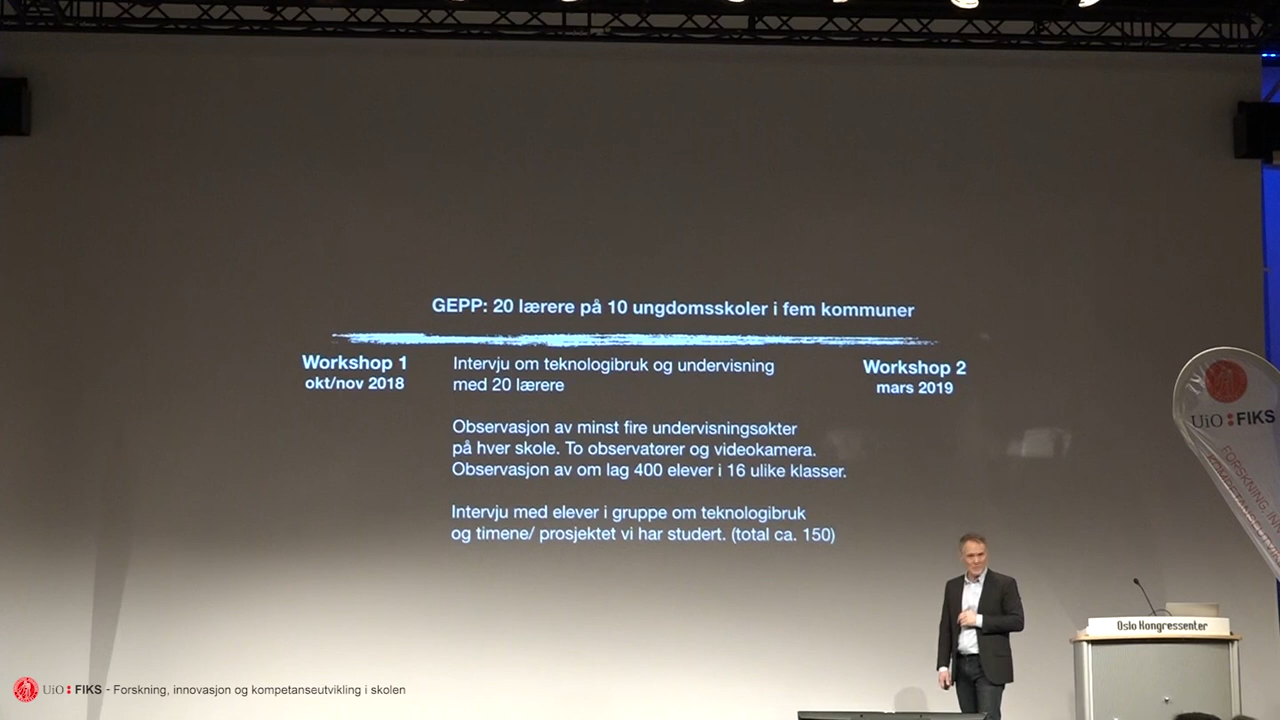 GEPP: 20 lærere på 10 ungdomsskoler i fem kommuner
Workshop 1
okt/nov 2018
Intervju om teknologibruk og undervisning
med 20 lærere
Observasjon av minst fire undervisningsøkter
på hver skole. To observatører og videokamera.
Observasjon av om lag 400 elever i 16 ulike klasser.
Intervju med elever i gruppe om teknologibruk
og timene/ prosjektet vi har studert. (total ca. 150)
Workshop 2
mars 2019
UiO:FIKS
FORSKNING, IN
Oslo Kongressenter
UiO:FIKS - Forskning, innovasjon og kompetanseutvikling i skolen